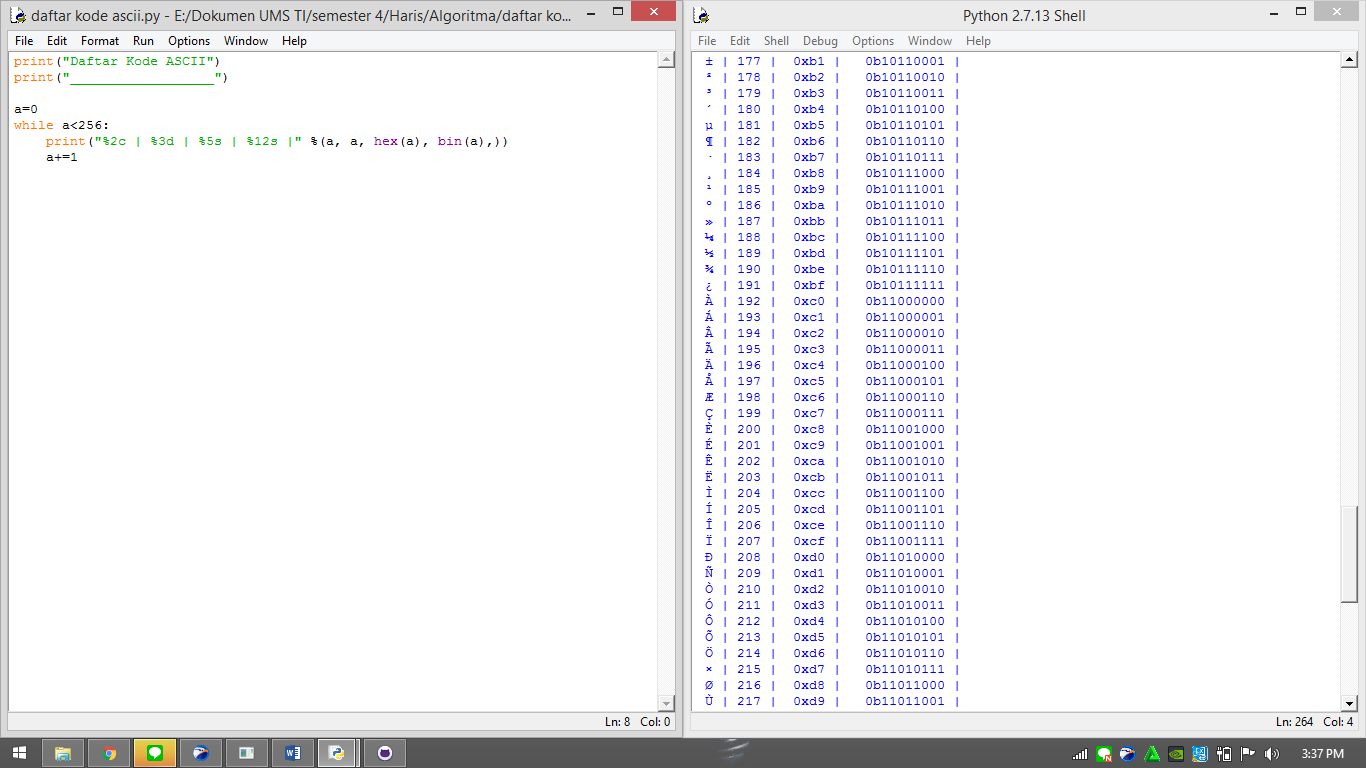 daftar kode ascii.py - E:/Dokumen UMS TI/semester 4/Haris/Algoritma/daftar ko...
File Edit Format Run Options Window Help
print("Daftar Kode ASCII")
print("___________________")
a=0
while a<256:
    print("%2c | %3d | %5s | %12s |" %(a, a, hex(a), bin(a),))
    a+=1
Ln: 8 Col: 0
Python 2.7.13 Shell
File Edit Shell Debug Options Window Help
± | 177 | 0xb1 | 0b10110001 |
² | 178 | 0xb2 | 0b10110010 |
³ | 179 | 0xb3 | 0b10110011 |
´ | 180 | 0xb4 | 0b10110100 |
µ | 181 | 0xb5 | 0b10110101 |
¶ | 182 | 0xb6 | 0b10110110 |
· | 183 | 0xb7 | 0b10110111 |
¸ | 184 | 0xb8 | 0b10111000 |
¹ | 185 | 0xb9 | 0b10111001 |
º | 186 | 0xba | 0b10111010 |
» | 187 | 0xbb | 0b10111011 |
¼ | 188 | 0xbc | 0b10111100 |
½ | 189 | 0xbd | 0b10111101 |
¾ | 190 | 0xbe | 0b10111110 |
¿ | 191 | 0xbf | 0b10111111 |
À | 192 | 0xc0 | 0b11000000 |
Á | 193 | 0xc1 | 0b11000001 |
Â | 194 | 0xc2 | 0b11000010 |
Ã | 195 | 0xc3 | 0b11000011 |
Ä | 196 | 0xc4 | 0b11000100 |
Å | 197 | 0xc5 | 0b11000101 |
Æ | 198 | 0xc6 | 0b11000110 |
Ç | 199 | 0xc7 | 0b11000111 |
È | 200 | 0xc8 | 0b11001000 |
É | 201 | 0xc9 | 0b11001001 |
Ê | 202 | 0xca | 0b11001010 |
Ë | 203 | 0xcb | 0b11001011 |
Ì | 204 | 0xcc | 0b11001100 |
Í | 205 | 0xcd | 0b11001101 |
Î | 206 | 0xce | 0b11001110 |
Ï | 207 | 0xcf | 0b11001111 |
Ð | 208 | 0xd0 | 0b11010000 |
Ñ | 209 | 0xd1 | 0b11010001 |
Ò | 210 | 0xd2 | 0b11010010 |
Ó | 211 | 0xd3 | 0b11010011 |
Ô | 212 | 0xd4 | 0b11010100 |
Õ | 213 | 0xd5 | 0b11010101 |
Ö | 214 | 0xd6 | 0b11010110 |
× | 215 | 0xd7 | 0b11010111 |
Ø | 216 | 0xd8 | 0b11011000 |
Ù | 217 | 0xd9 | 0b11011001 |
Ln: 264 Col: 4
3:37 PM